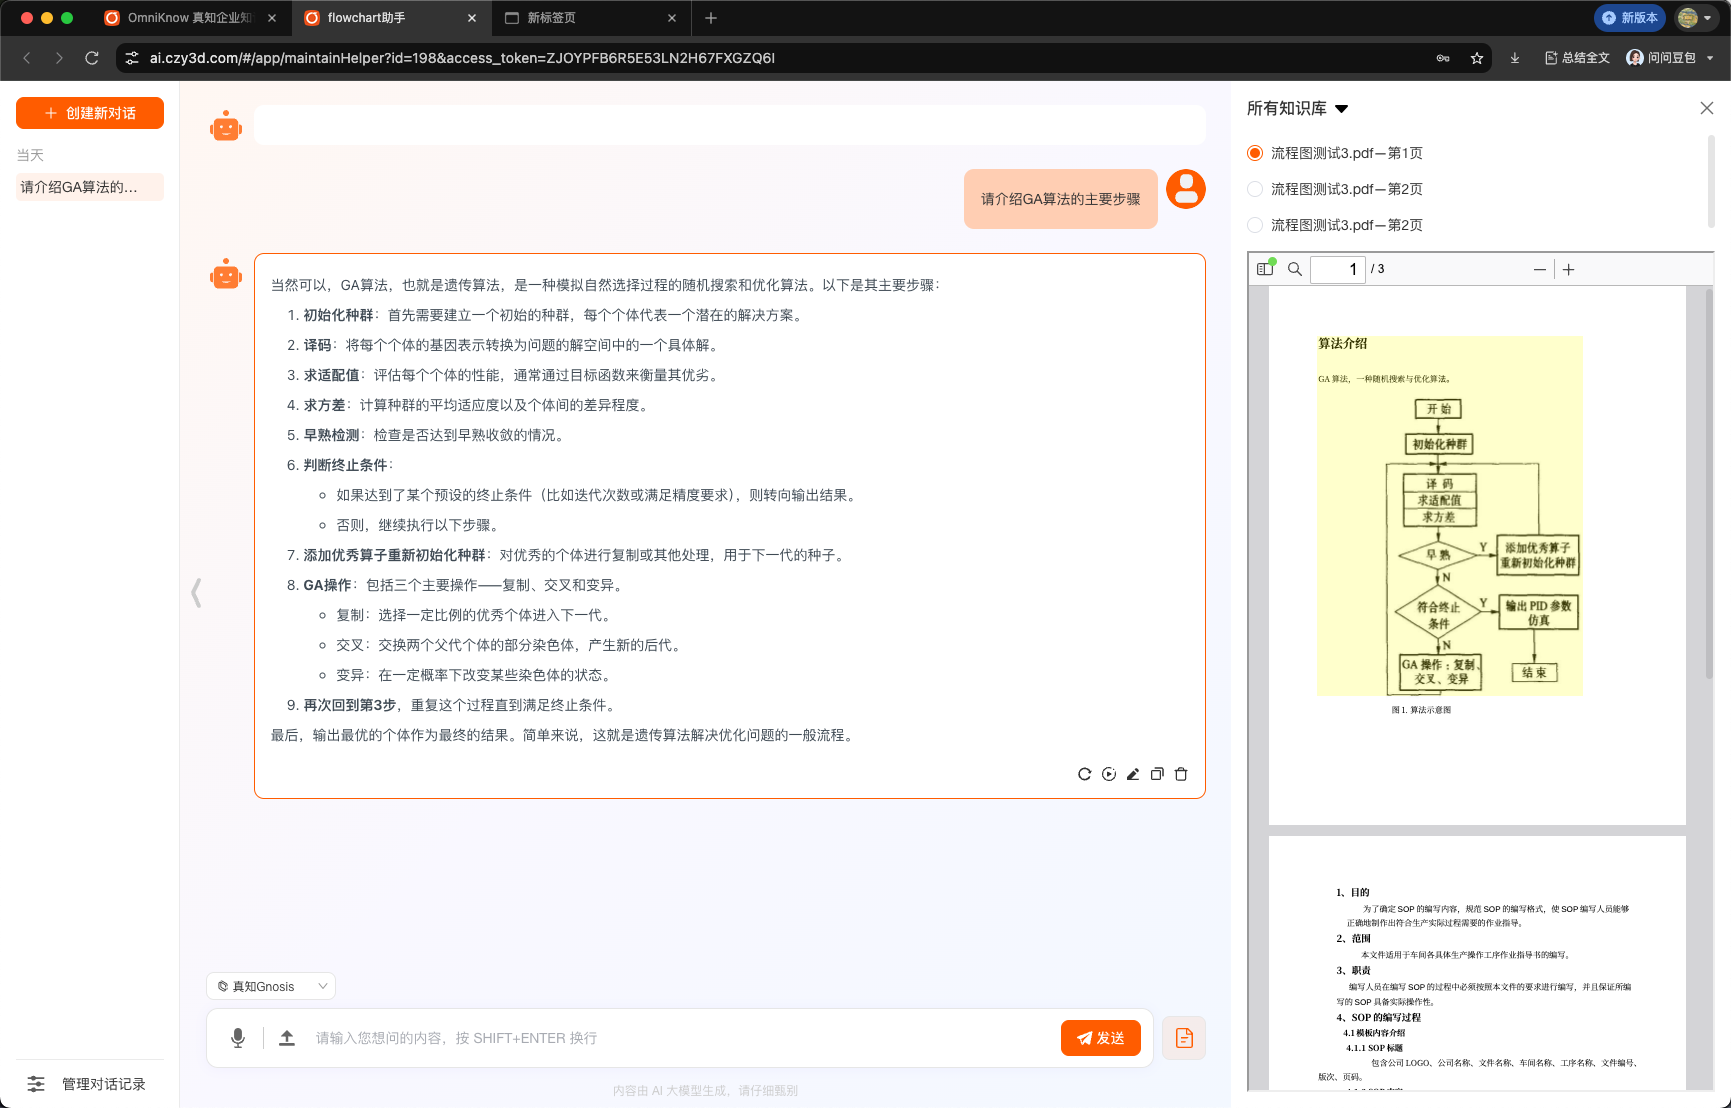 OmniKnow 真知企业知
flowchart助手
新标签页
新版本
ai.czy3d.com/#/app/maintainHelper?id=198&access_token=ZJOYPFB6R5E53LN2H67FXGZQ6I
总结全文
问问豆包
创建新对话
当天
请介绍GA算法的...
管理对话记录
请介绍GA算法的主要步骤
当然可以，GA算法，也就是遗传算法，是一种模拟自然选择过程的随机搜索和优化算法。以下是其主要步骤：
1. 初始化种群：首先需要建立一个初始的种群，每个个体代表一个潜在的解决方案。
2. 译码：将每个个体的基因表示转换为问题的解空间中的一个具体解。
3. 求适配值：评估每个个体的性能，通常通过目标函数来衡量其优劣。
4. 求方差：计算种群的平均适应度以及个体间的差异程度。
5. 早熟检测：检查是否达到早熟收敛的情况。
6. 判断终止条件：
如果达到了某个预设的终止条件（比如迭代次数或满足精度要求），则转向输出结果。
否则，继续执行以下步骤。
7. 添加优秀算子重新初始化种群：对优秀的个体进行复制或其他处理，用于下一代的种子。
8. GA操作：包括三个主要操作——复制、交叉和变异。
复制：选择一定比例的优秀个体进入下一代。
交叉：交换两个父代个体的部分染色体，产生新的后代。
变异：在一定概率下改变某些染色体的状态。
9. 再次回到第3步，重复这个过程直到满足终止条件。
最后，输出最优的个体作为最终的结果。简单来说，这就是遗传算法解决优化问题的一般流程。
真知Gnosis
请输入您想问的内容，按 SHIFT+ENTER 换行
发送
内容由 AI 大模型生成，请仔细甄别
所有知识库
流程图测试3.pdf—第1页
流程图测试3.pdf—第2页
流程图测试3.pdf—第2页
1 / 3
算法介绍
GA 算法，一种随机搜索与优化算法。
开始
初始化种群
译码
求适配值
求方差
早熟
Y
添加优秀算子
重新初始化种群
N
符合终止
条件
Y
输出 PID 参数
仿真
N
GA 操作：复制、
交叉、变异
结束
图 1. 算法示意图
1、目的
为了确定 SOP 的编写内容，规范 SOP 的编写格式，使 SOP 编写人员能够
正确地制作出符合生产实际过程需要的作业指导。
2、范围
本文件适用于车间各具体生产操作工序作业指导书的编写。
3、职责
编写人员在编写 SOP 的过程中必须按照本文件的要求进行编写，并且保证所编
写的 SOP 具备实际操作性。
4、SOP 的编写过程
4.1 模板内容介绍
4.1.1 SOP 标题
包含公司 LOGO、公司名称、文件名称、车间名称、工序名称、文件编号、
版次、页码。